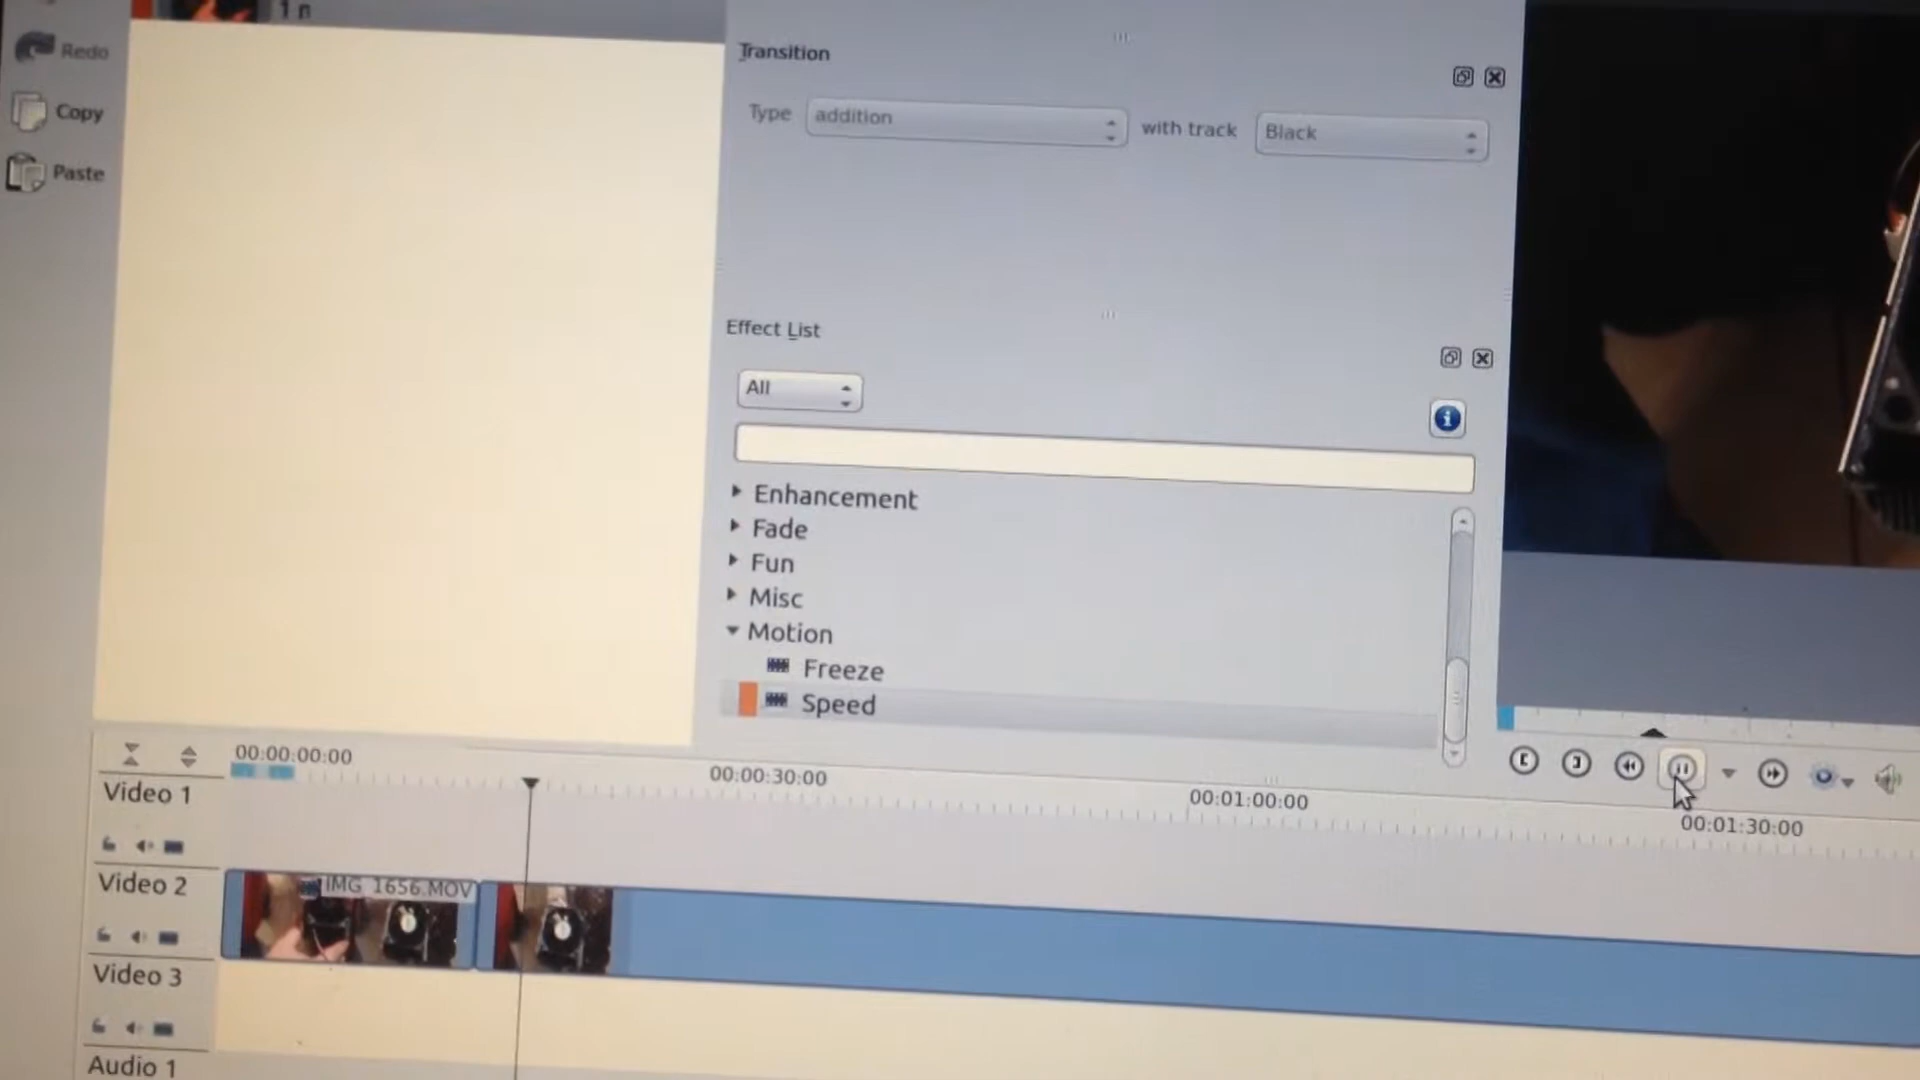 Redo
Copy
Paste
Transition
Type addition with track Black
Effect List
All
Enhancement
Fade
Fun
Misc
Motion
Freeze
Speed
00:00:00:00
00:00:30:00
00:01:00:00
00:01:30:00
Video 1
Video 2
IMG_1656.MOV
Video 3
Audio 1